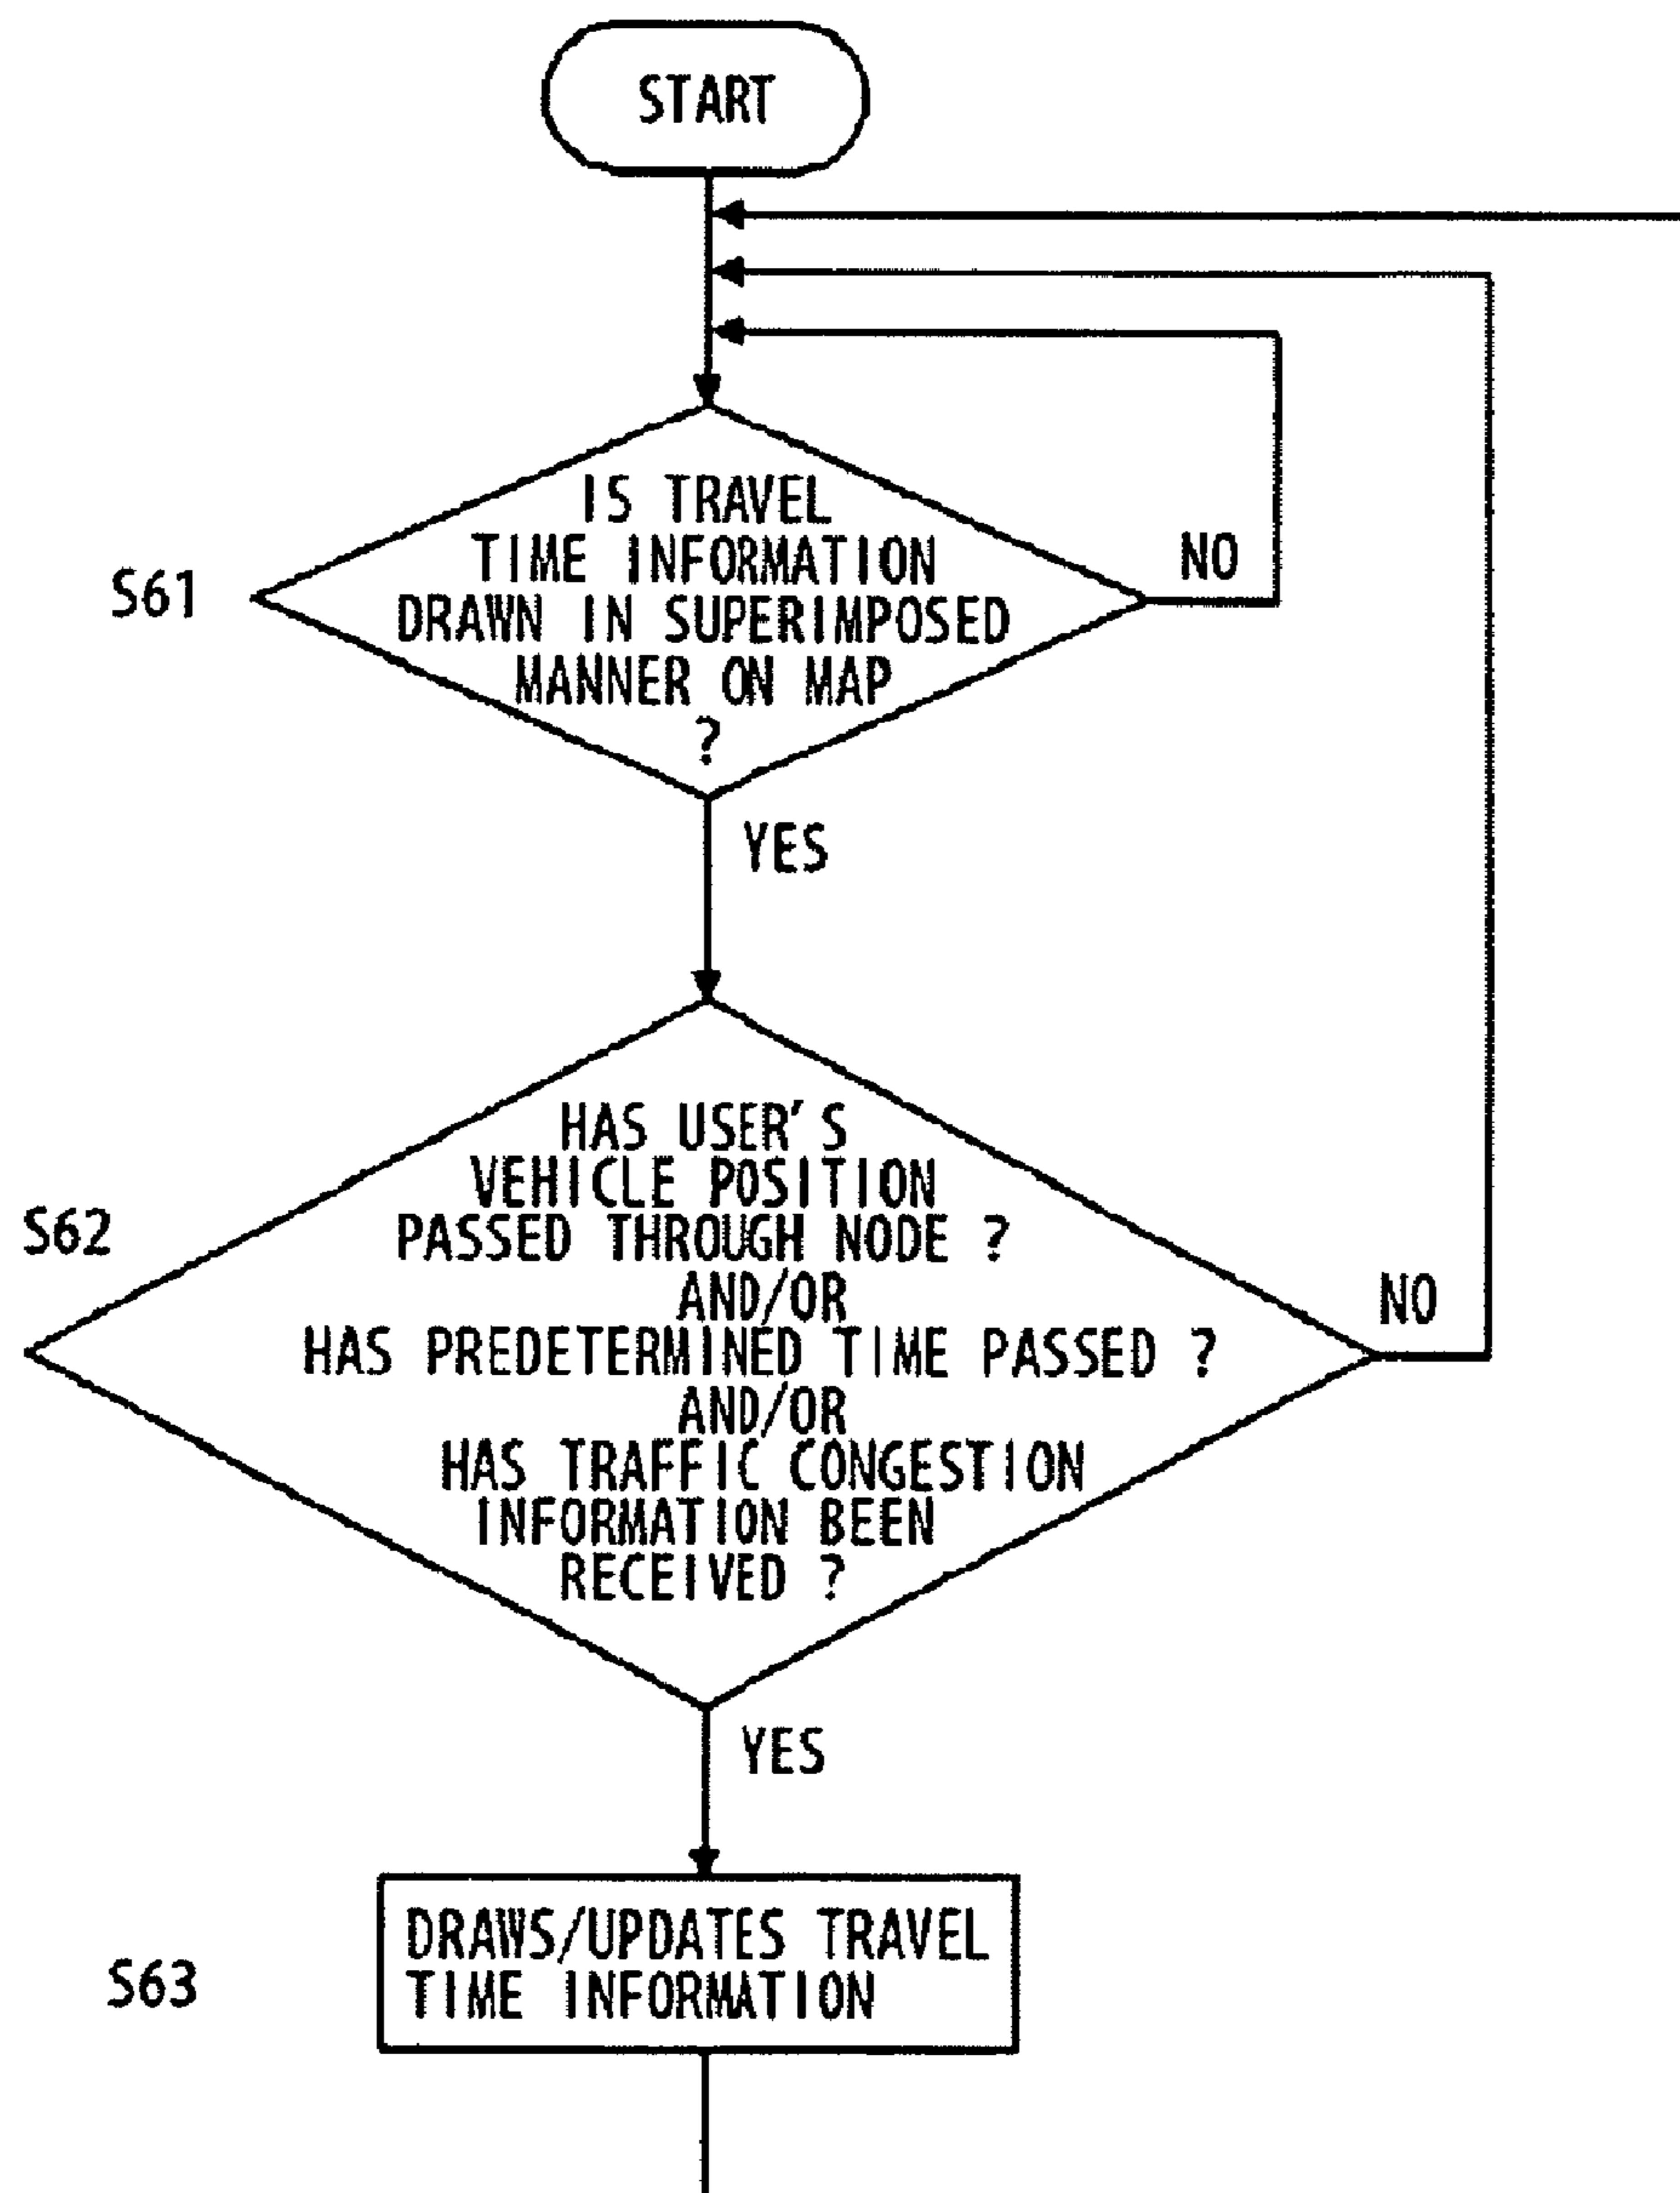 START
IS TRAVEL
TIME INFORMATION
DRAWN IN SUPERIMPOSED
MANNER ON MAP
?
NO
S61
YES
HAS USER'S
VEHICLE POSITION
PASSED THROUGH NODE ?
AND/OR
HAS PREDETERMINED TIME PASSED ?
AND/OR
HAS TRAFFIC CONGESTION
INFORMATION BEEN
RECEIVED ?
S62
NO
YES
DRAWS/UPDATES TRAVEL
TIME INFORMATION
S63